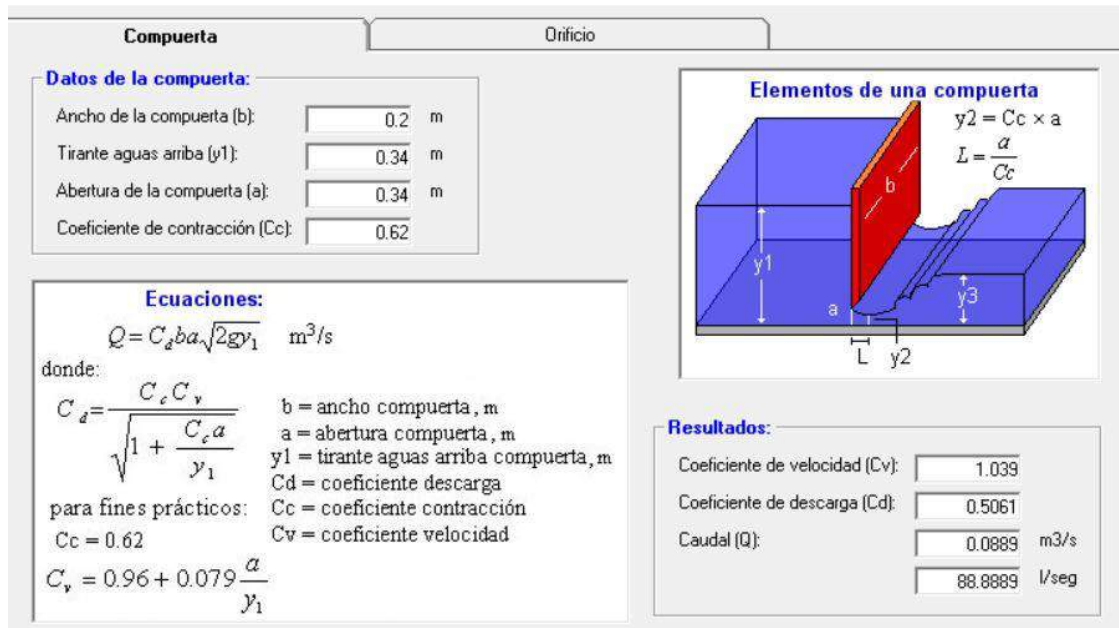 Compuerta
Orificio
Datos de la compuerta:
Ancho de la compuerta (b): 0.2 m
Tirante aguas arriba (y1): 0.34 m
Abertura de la compuerta (a): 0.34 m
Coeficiente de contracción (Cc): 0.62
Elementos de una compuerta
y2 = Cc × a
L = a/Cc
b
y1
a
y3
L y2
Ecuaciones:
Q = C_d b a √(2gy₁) m³/s
donde:
C_d = C_c C_v / √(1 + C_c a / y₁)
b = ancho compuerta, m
a = abertura compuerta, m
y1 = tirante aguas arriba compuerta, m
Cd = coeficiente descarga
Cc = coeficiente contracción
Cv = coeficiente velocidad
para fines prácticos:
Cc = 0.62
C_v = 0.96 + 0.079 a/y₁
Resultados:
Coeficiente de velocidad (Cv): 1.039
Coeficiente de descarga (Cd): 0.5061
Caudal (Q): 0.0889 m3/s
88.8889 l/seg